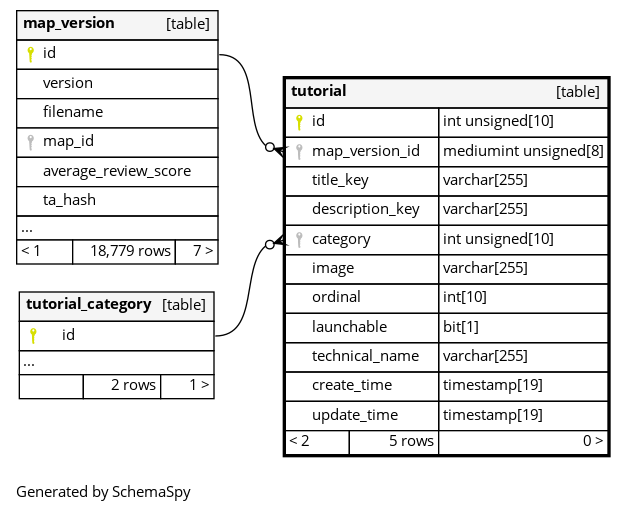 map_version [table]
id
version
filename
map_id
average_review_score
ta_hash
...
< 1 18,779 rows 7 >
tutorial_category [table]
id
...
2 rows 1 >
tutorial [table]
id int unsigned[10]
map_version_id mediumint unsigned[8]
title_key varchar[255]
description_key varchar[255]
category int unsigned[10]
image varchar[255]
ordinal int[10]
launchable bit[1]
technical_name varchar[255]
create_time timestamp[19]
update_time timestamp[19]
< 2 5 rows 0 >
Generated by SchemaSpy